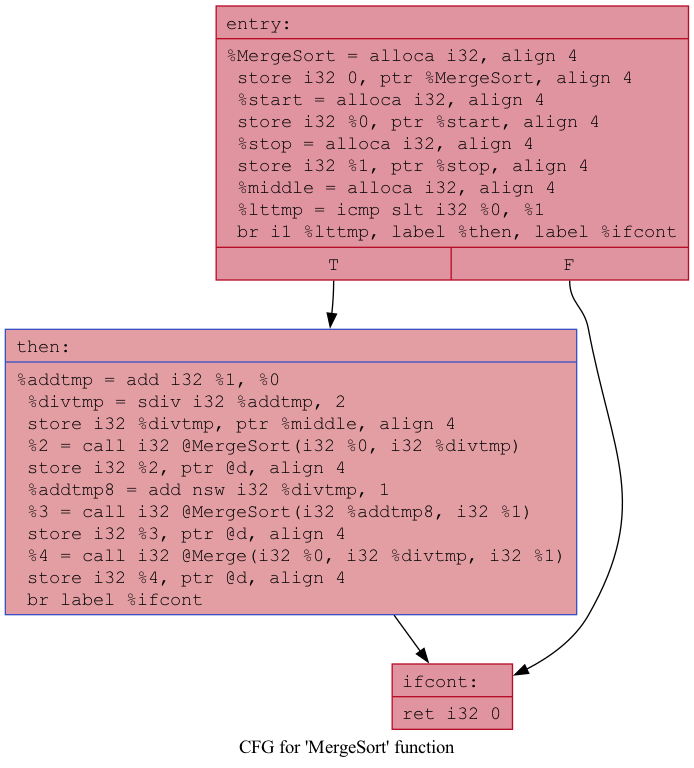 entry:
%MergeSort = alloca i32, align 4
store i32 0, ptr %MergeSort, align 4
%start = alloca i32, align 4
store i32 %0, ptr %start, align 4
%stop = alloca i32, align 4
store i32 %1, ptr %stop, align 4
%middle = alloca i32, align 4
%lttmp = icmp slt i32 %0, %1
br i1 %lttmp, label %then, label %ifcont
T F
then:
%addtmp = add i32 %1, %0
%divtmp = sdiv i32 %addtmp, 2
store i32 %divtmp, ptr %middle, align 4
%2 = call i32 @MergeSort(i32 %0, i32 %divtmp)
store i32 %2, ptr @d, align 4
%addtmp8 = add nsw i32 %divtmp, 1
%3 = call i32 @MergeSort(i32 %addtmp8, i32 %1)
store i32 %3, ptr @d, align 4
%4 = call i32 @Merge(i32 %0, i32 %divtmp, i32 %1)
store i32 %4, ptr @d, align 4
br label %ifcont
ifcont:
ret i32 0
CFG for 'MergeSort' function